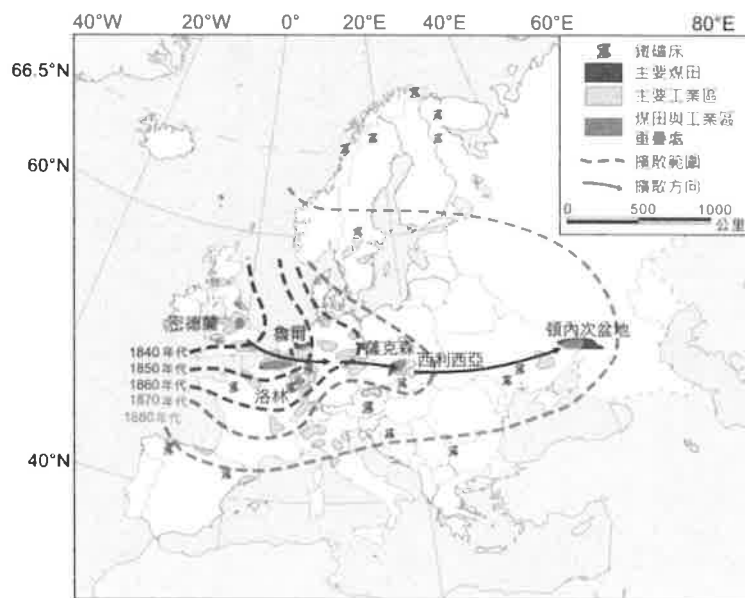 40°W
20°W
0°
20°E
40°E
60°E
80°E
66.5°N
60°N
40°N
鐵礦床
主要煤田
主要工業區
煤田與工業區
重疊處
擴散範圍
擴散方向
0 500 1000
公里
密德蘭
魯爾
薩克森
西利西亞
頓內次盆地
洛林
1840年代
1850年代
1860年代
1870年代
1880年代